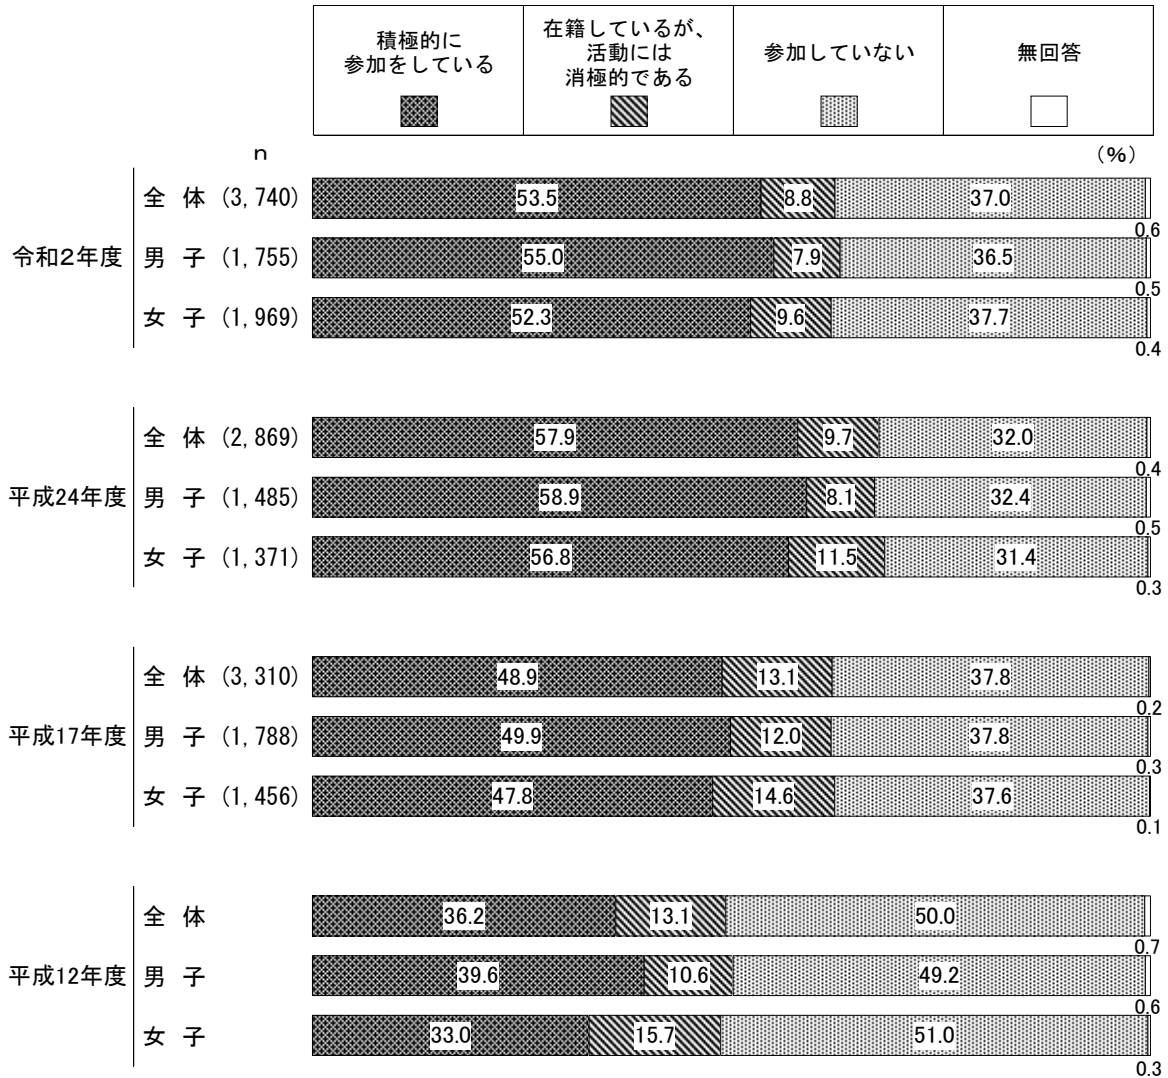 積極的に
参加をしている
在籍しているが、
活動には
消極的である
参加していない
無回答
n
(%)
令和2年度
全 体 (3,740) 53.5 8.8 37.0 0.6
男 子 (1,755) 55.0 7.9 36.5 0.5
女 子 (1,969) 52.3 9.6 37.7 0.4
平成24年度
全 体 (2,869) 57.9 9.7 32.0 0.4
男 子 (1,485) 58.9 8.1 32.4 0.5
女 子 (1,371) 56.8 11.5 31.4 0.3
平成17年度
全 体 (3,310) 48.9 13.1 37.8 0.2
男 子 (1,788) 49.9 12.0 37.8 0.3
女 子 (1,456) 47.8 14.6 37.6 0.1
平成12年度
全 体 36.2 13.1 50.0 0.7
男 子 39.6 10.6 49.2 0.6
女 子 33.0 15.7 51.0 0.3